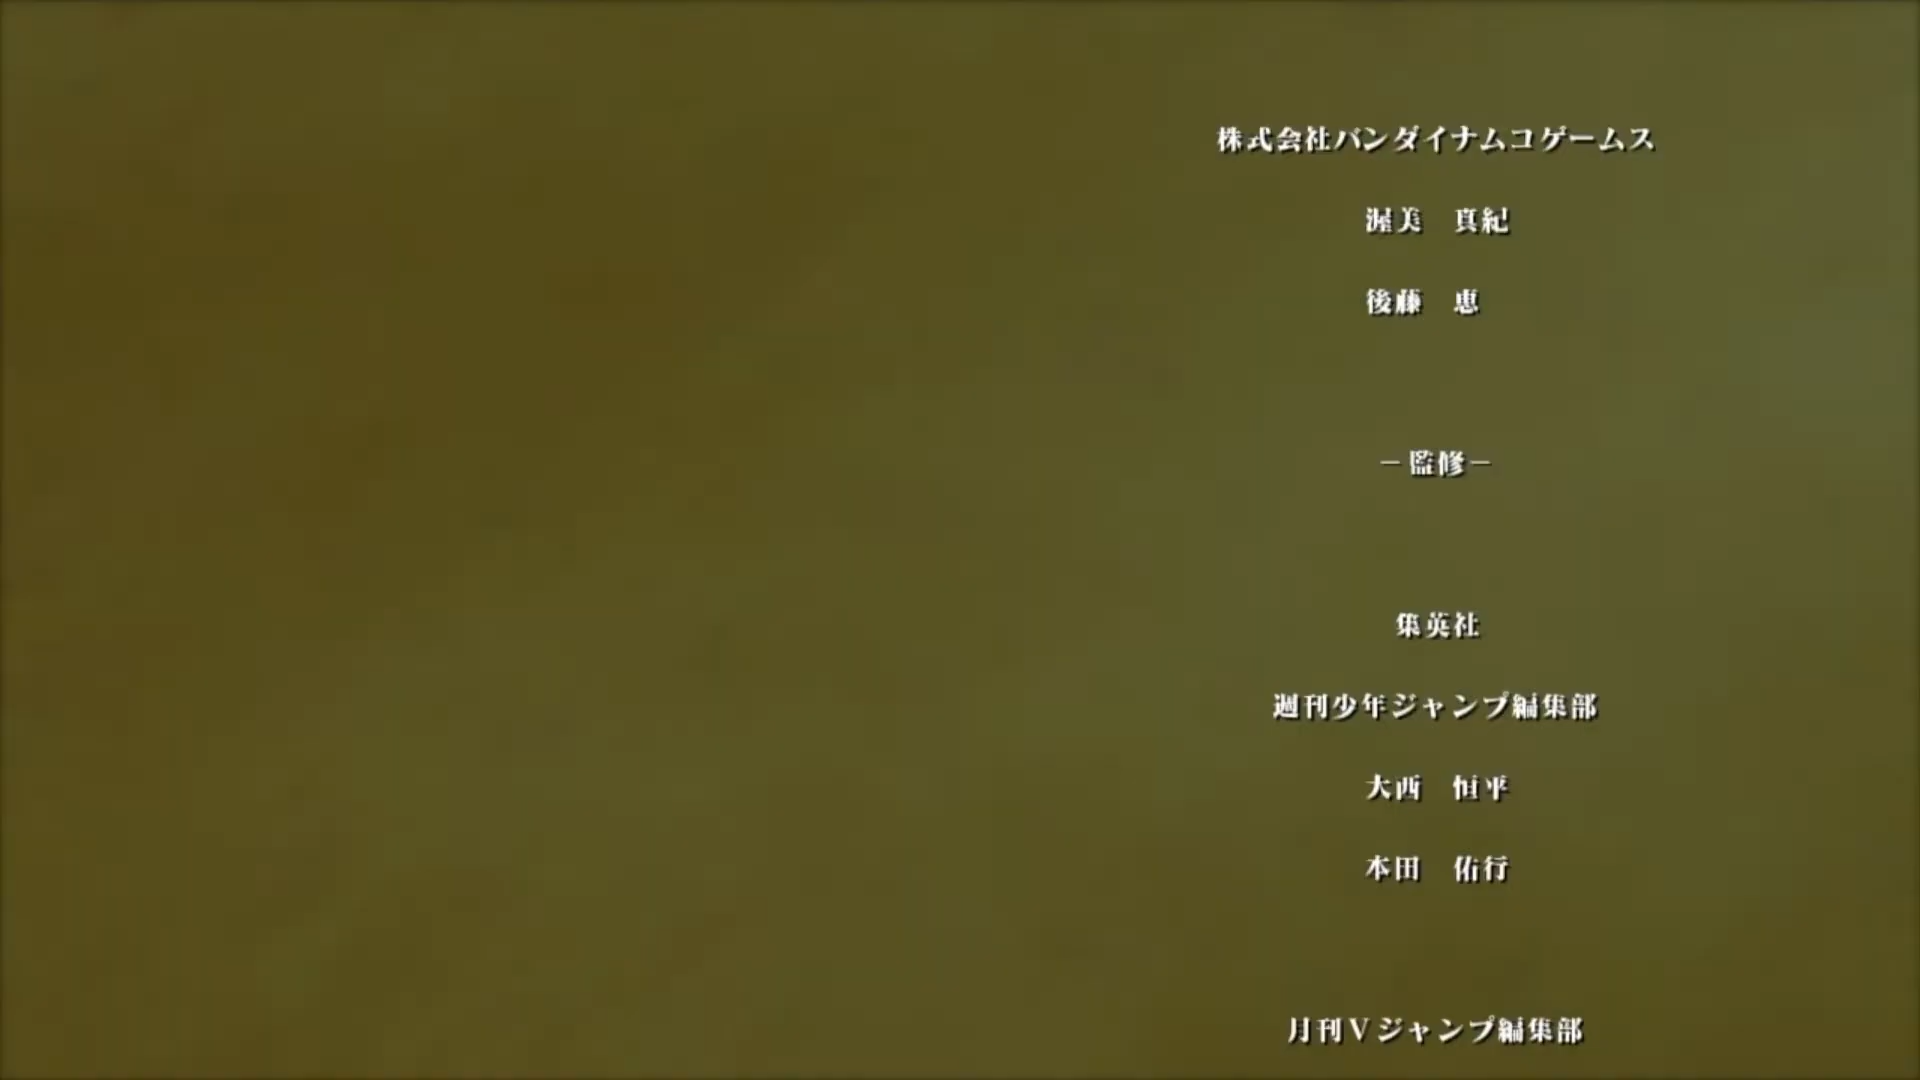 株式会社バンダイナムコゲームス
渥美　真紀
後藤　恵
－監修－
集英社
週刊少年ジャンプ編集部
大西　恒平
本田　佑行
月刊Ｖジャンプ編集部